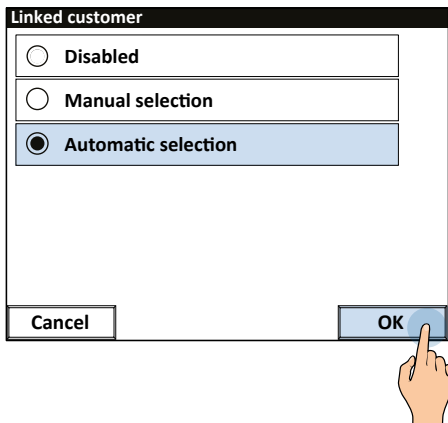 Linked customer
Disabled
Manual selection
Automatic selection
Cancel
OK